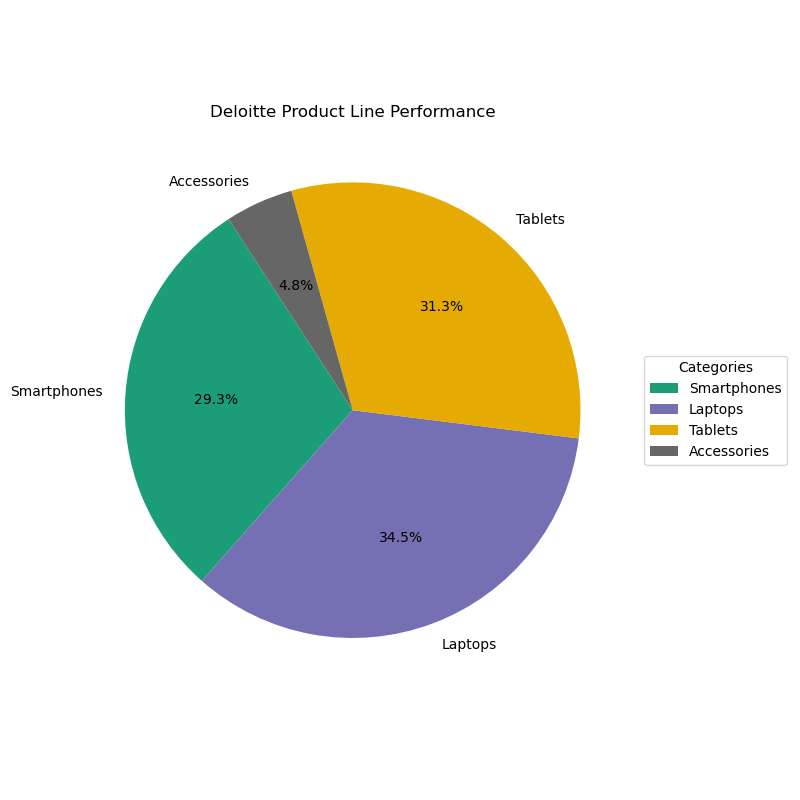 Deloitte Product Line Performance
Accessories
Tablets
4.8%
31.3%
Smartphones
29.3%
34.5%
Laptops
Categories
Smartphones
Laptops
Tablets
Accessories